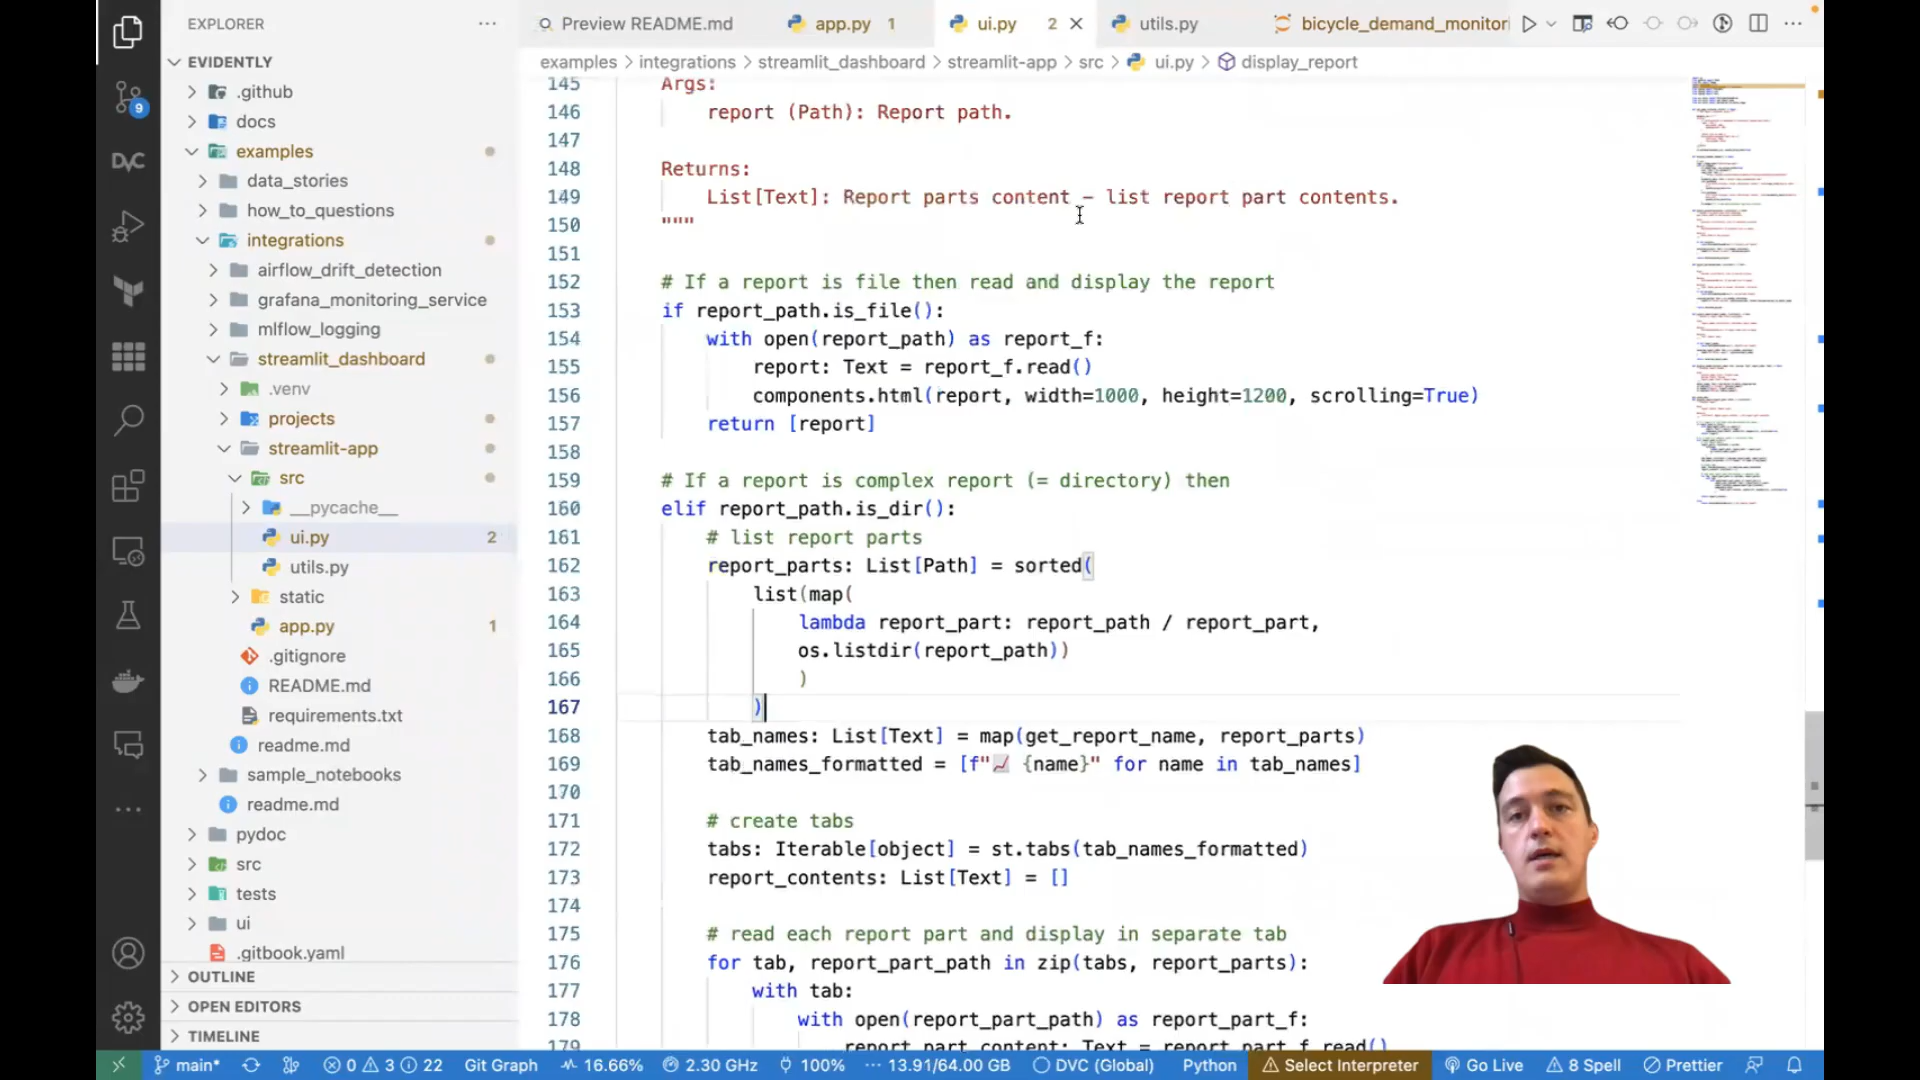 EXPLORER
EVIDENTLY
.github
docs
examples
data_stories
how_to_questions
integrations
airflow_drift_detection
grafana_monitoring_service
mlflow_logging
streamlit_dashboard
.venv
projects
streamlit-app
src
__pycache__
ui.py 2
utils.py
static
app.py 1
.gitignore
README.md
requirements.txt
readme.md
sample_notebooks
readme.md
pydoc
src
tests
ui
.gitbook.yaml
OUTLINE
OPEN EDITORS
TIMELINE
9
DVC
Preview README.md app.py 1 ui.py 2 utils.py bicycle_demand_monitori
examples > integrations > streamlit_dashboard > streamlit-app > src > ui.py > display_report
145 Args:
146 report (Path): Report path.
147
148 Returns:
149 List[Text]: Report parts content - list report part contents.
150 """
151
152 # If a report is file then read and display the report
153 if report_path.is_file():
154 with open(report_path) as report_f:
155 report: Text = report_f.read()
156 components.html(report, width=1000, height=1200, scrolling=True)
157 return [report]
158
159 # If a report is complex report (= directory) then
160 elif report_path.is_dir():
161 # list report parts
162 report_parts: List[Path] = sorted(
163 list(map(
164 lambda report_part: report_path / report_part,
165 os.listdir(report_path))
166 )
167 )
168 tab_names: List[Text] = map(get_report_name, report_parts)
169 tab_names_formatted = [f"📈 {name}" for name in tab_names]
170
171 # create tabs
172 tabs: Iterable[object] = st.tabs(tab_names_formatted)
173 report_contents: List[Text] = []
174
175 # read each report part and display in separate tab
176 for tab, report_part_path in zip(tabs, report_parts):
177 with tab:
178 with open(report_part_path) as report_part_f:
179 report_part_content: Text = report_part_f.read()
main* 0 3 22 Git Graph 16.66% 2.30 GHz 100% 13.91/64.00 GB DVC (Global) Python Select Interpreter Go Live 8 Spell Prettier